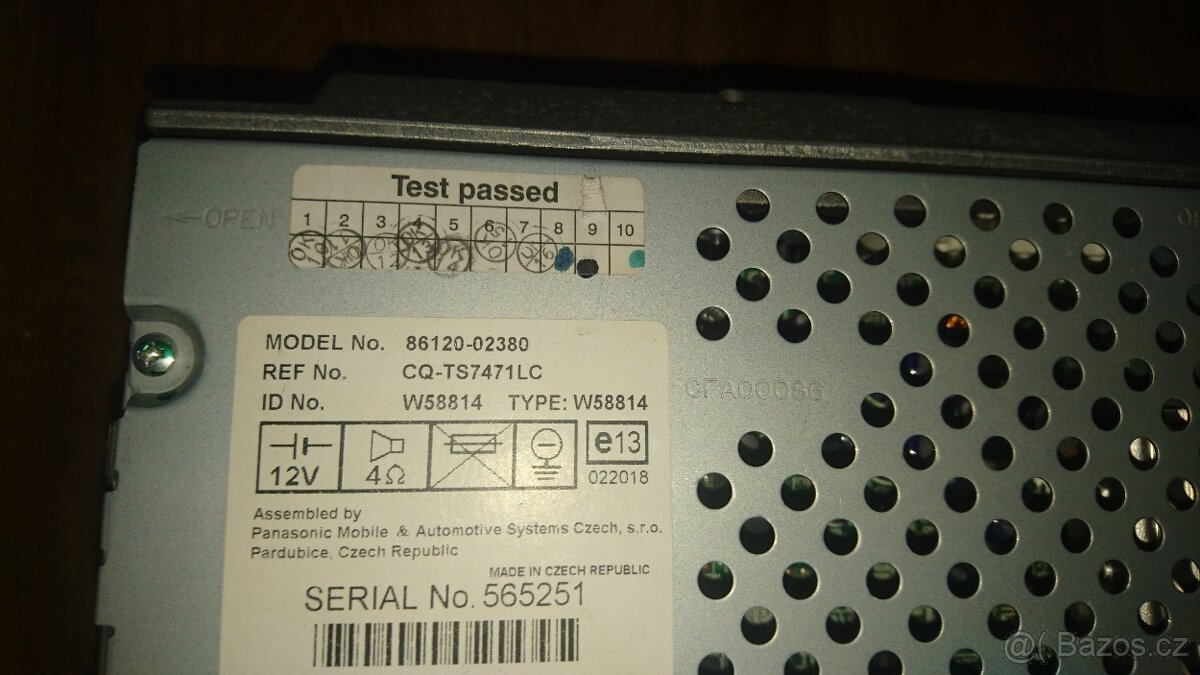 Test passed
1 2 3 4 5 6 7 8 9 10
OPEN
MODEL No. 86120-02380
REF No. CQ-TS7471LC
ID No. W58814 TYPE: W58814
CFA00086
12V 4Ω e13
022018
Assembled by
Panasonic Mobile & Automotive Systems Czech, s.r.o.
Pardubice, Czech Republic
MADE IN CZECH REPUBLIC
SERIAL No. 565251
Bazos.cz